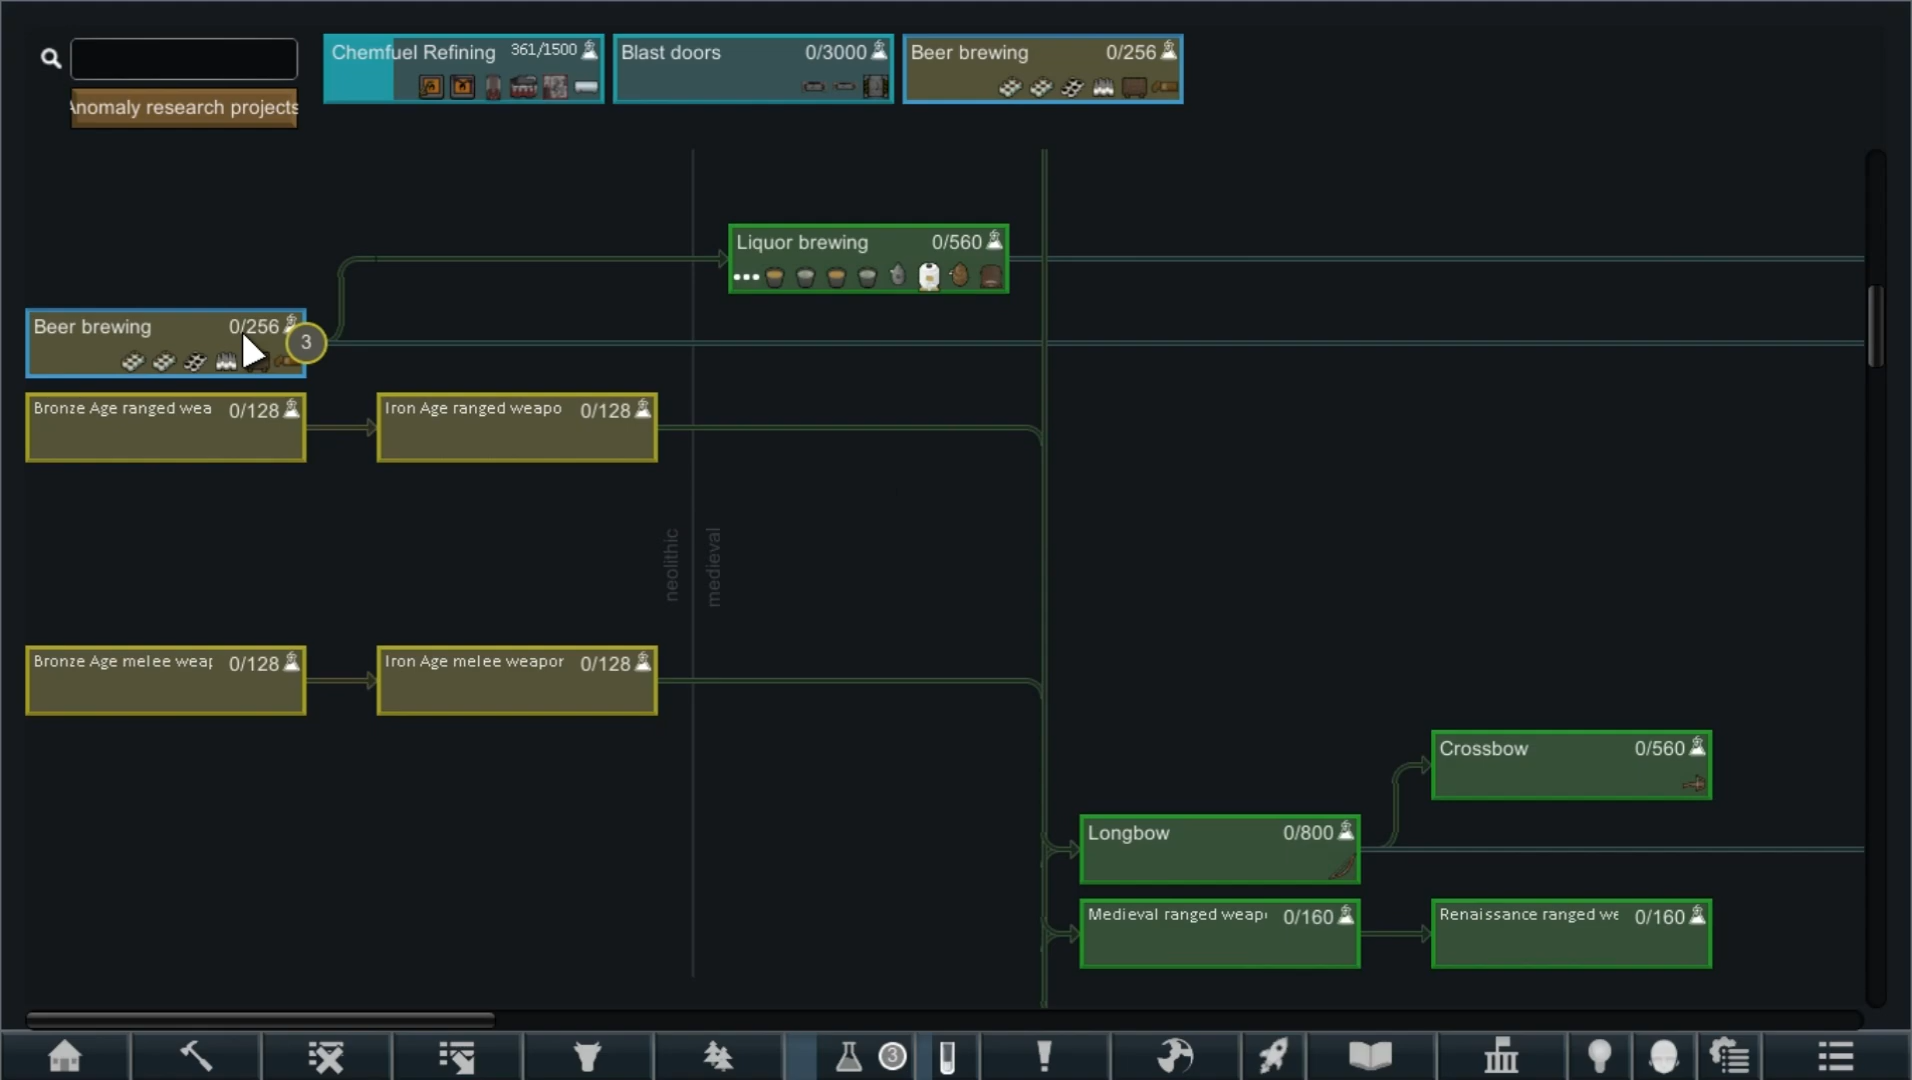 Chemfuel Refining 361/1500
Blast doors 0/3000
Beer brewing 0/256
Anomaly research projects
Liquor brewing 0/560
Beer brewing 0/256
3
Bronze Age ranged wea 0/128
Iron Age ranged weapo 0/128
neolithic
medieval
Bronze Age melee weap 0/128
Iron Age melee weapon 0/128
Crossbow 0/560
Longbow 0/800
Medieval ranged weap 0/160
Renaissance ranged we 0/160
3